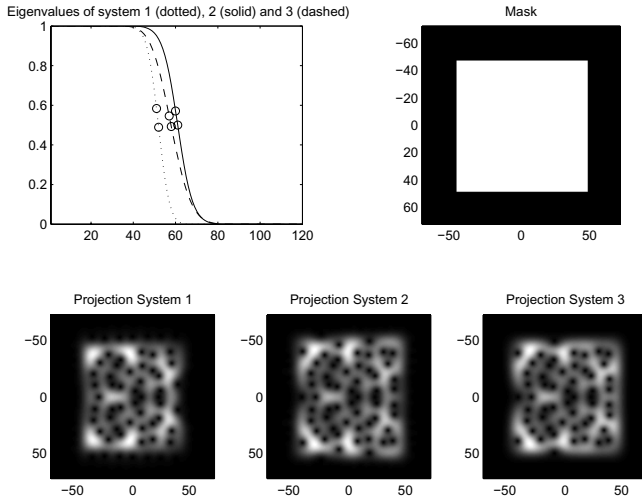 Eigenvalues of system 1 (dotted), 2 (solid) and 3 (dashed)
1
0.8
0.6
0.4
0.2
0
20 40 60 80 100 120
Mask
−60
−40
−20
0
20
40
60
−50 0 50
Projection System 1
−50
0
50
−50 0 50
Projection System 2
−50
0
50
−50 0 50
Projection System 3
−50
0
50
−50 0 50